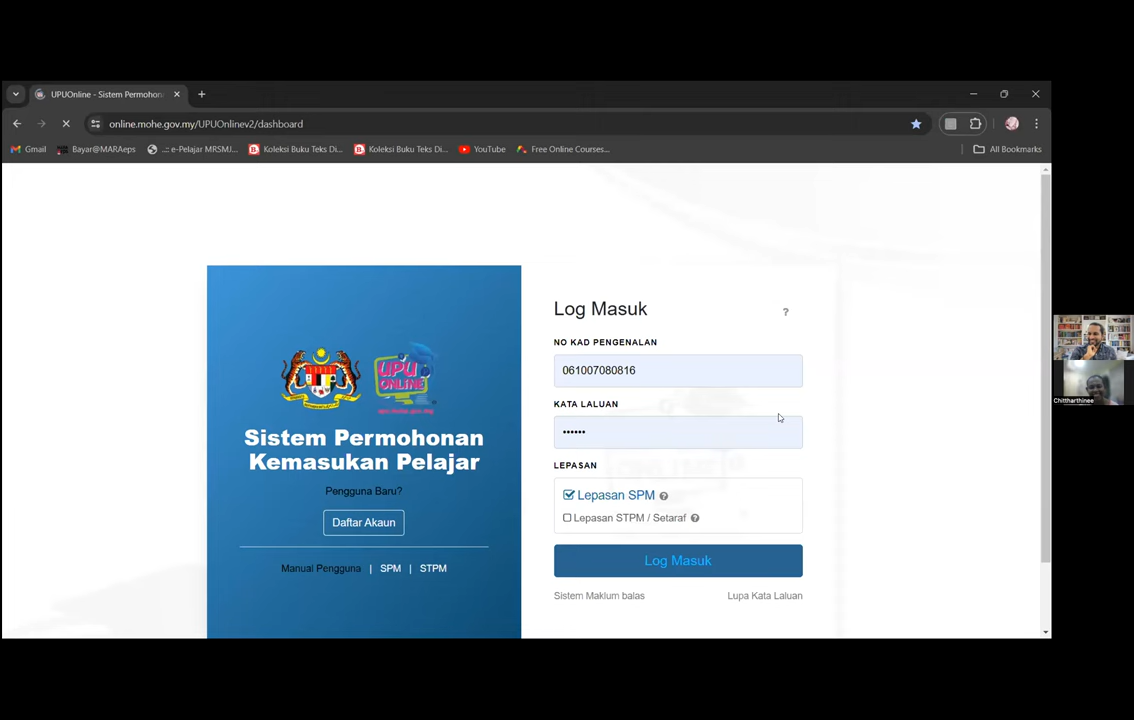 UPUOnline - Sistem Permohon
online.mohe.gov.my/UPUOnlinev2/dashboard
Gmail
Bayar@MARAeps
..:: e-Pelajar MRSMJ...
Koleksi Buku Teks Di...
Koleksi Buku Teks Di...
YouTube
Free Online Courses...
All Bookmarks
UPU
ONLINE
Sistem Permohonan
Kemasukan Pelajar
Pengguna Baru?
Daftar Akaun
Manual Pengguna | SPM | STPM
Log Masuk
?
NO KAD PENGENALAN
061007080816
KATA LALUAN
••••••
LEPASAN
Lepasan SPM ?
Lepasan STPM / Setaraf ?
Log Masuk
Sistem Maklum balas
Lupa Kata Laluan
Chittharthinee